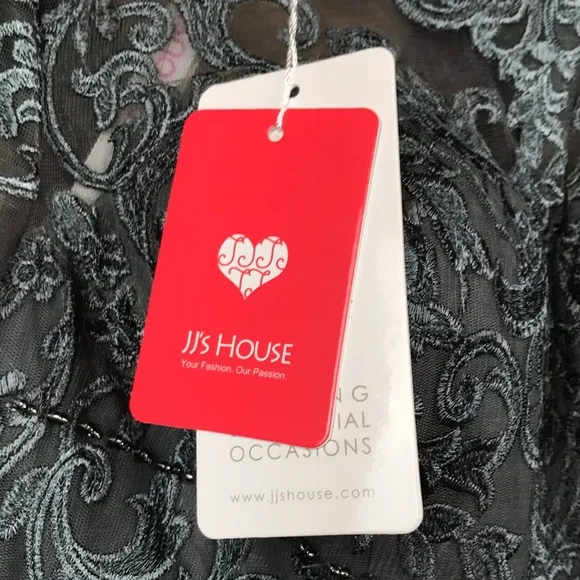 JJ's HOUSE
Your Fashion. Our Passion.
OCCASIONS
www.jjshouse.com